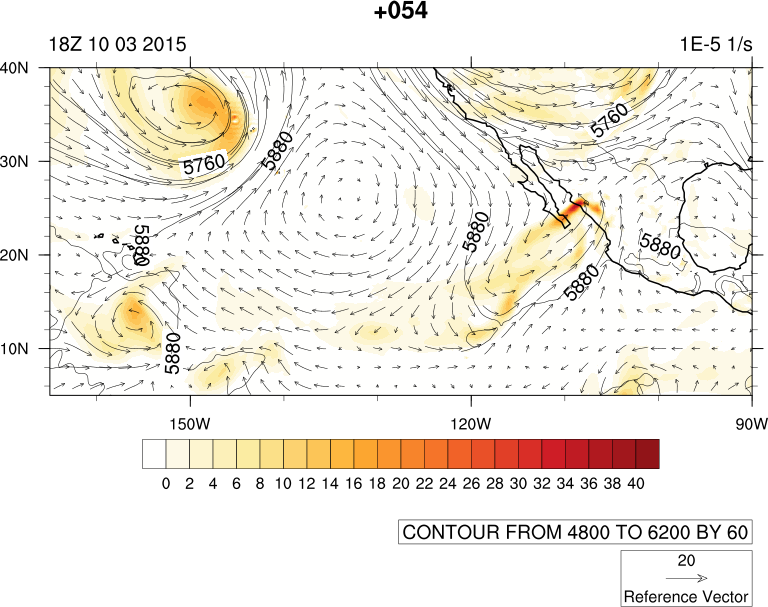 +054
18Z 10 03 2015 1E-5 1/s
40N
5760
5880
5760
30N
5880
5880
5880
20N
5880
5880
10N
150W 120W 90W
0 2 4 6 8 10 12 14 16 18 20 22 24 26 28 30 32 34 36 38 40
CONTOUR FROM 4800 TO 6200 BY 60
20
Reference Vector